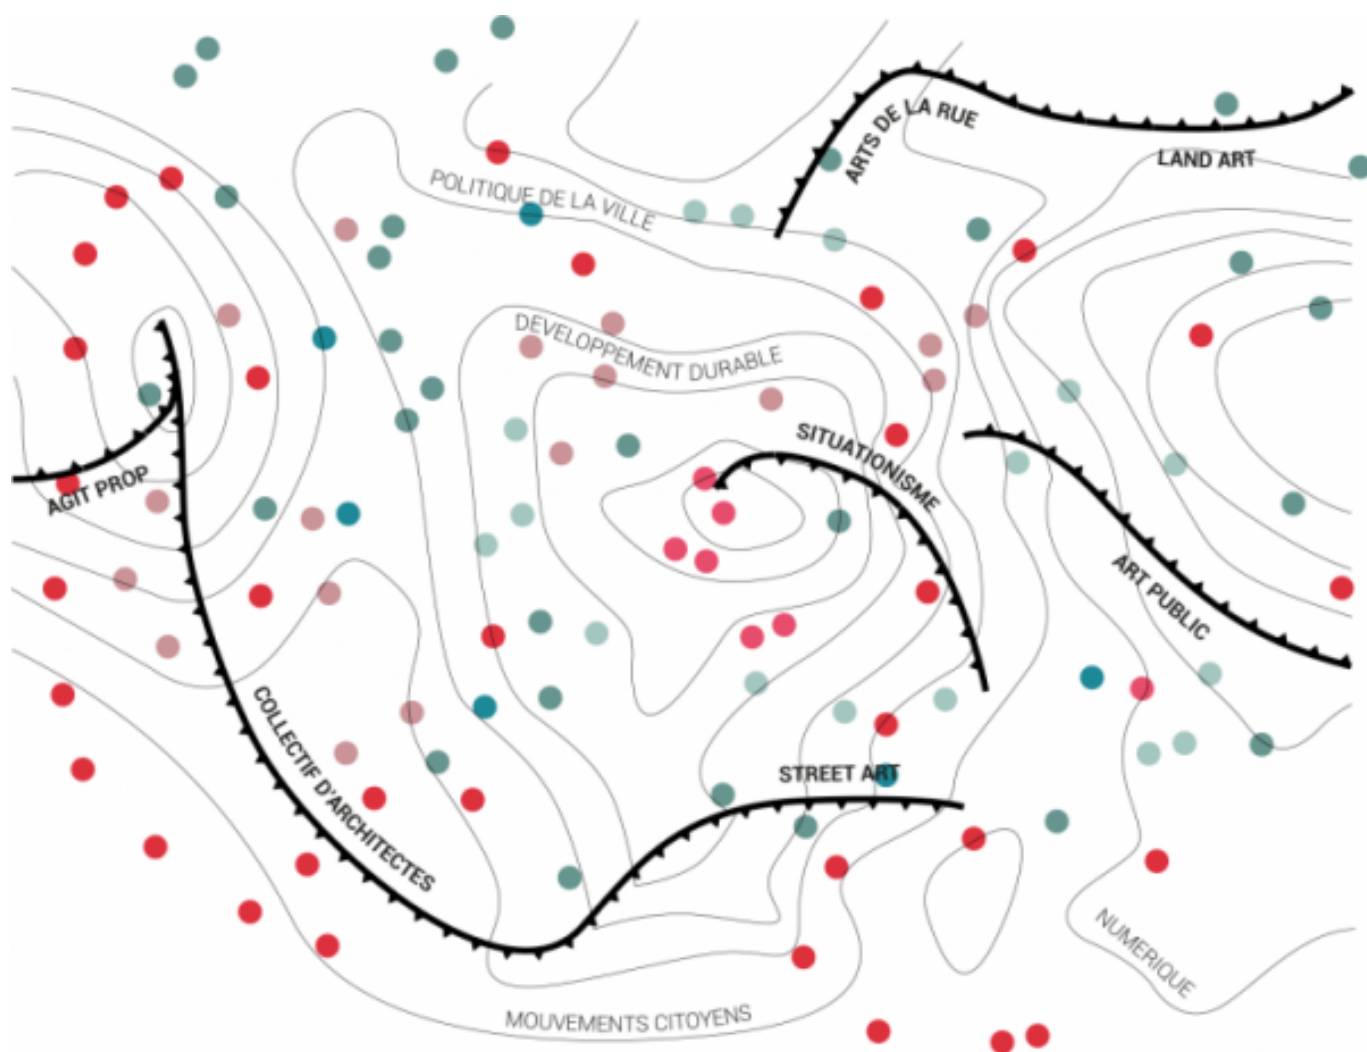 ARTS DE LA RUE
LAND ART
POLITIQUE DE LA VILLE
DEVELOPPEMENT DURABLE
SITUATIONISME
AGIT PROP
ART PUBLIC
COLLECTIF D'ARCHITECTES
STREET ART
NUMERIQUE
MOUVEMENTS CITOYENS